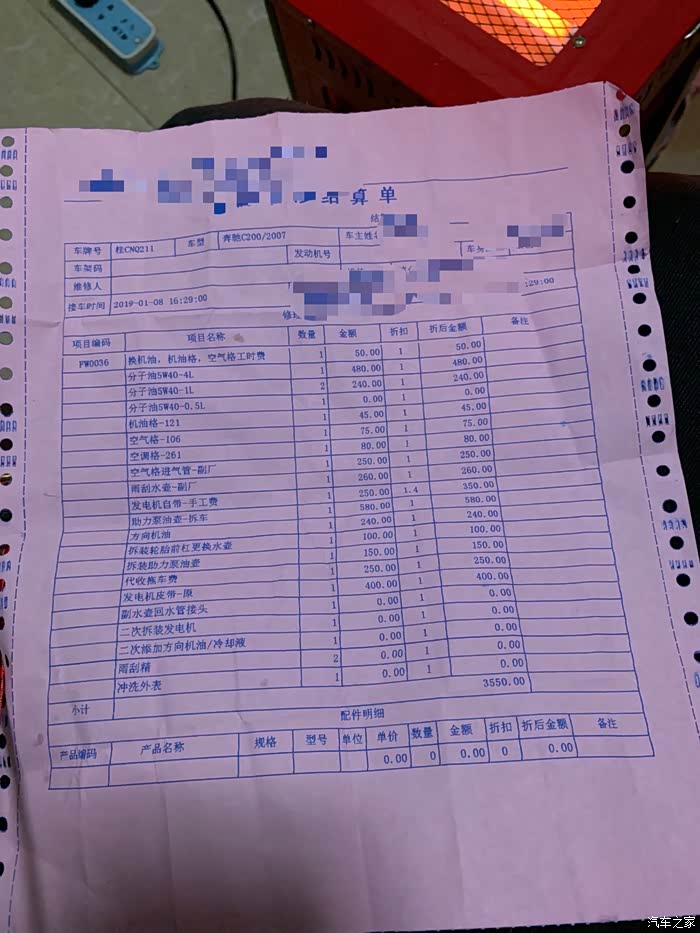 结算单
结
车牌号 桂CNQ211 车型 奔驰C200/2007 车主姓名
车架码 发动机号
维修人
接车时间 2019-01-08 16:29:00 :29:00
项目编码 项目名称 数量 金额 折扣 折后金额 备注
FW0036 换机油，机油格，空气格工时费 1 50.00 1 50.00
分子油5W40-4L 1 480.00 1 480.00
分子油5W40-1L 2 240.00 1 240.00
分子油5W40-0.5L 1 0.00 1 0.00
机油格-121 1 45.00 1 45.00
空气格-106 1 75.00 1 75.00
空调格-261 1 80.00 1 80.00
空气格进气管-副厂 1 250.00 1 250.00
雨刮水壶-副厂 1 260.00 1 260.00
发电机自带-手工费 1 250.00 1.4 350.00
助力泵油壶-拆车 1 580.00 1 580.00
方向机油 1 240.00 1 240.00
拆装轮胎前杠更换水壶 1 100.00 1 100.00
拆装助力泵油壶 1 150.00 1 150.00
代收拖车费 1 250.00 1 250.00
发电机皮带-原 1 400.00 1 400.00
副水壶回水管接头 1 0.00 1 0.00
二次拆装发电机 1 0.00 1 0.00
二次添加方向机油/冷却液 1 0.00 1 0.00
雨刮精 2 0.00 1 0.00
冲洗外表 1 0.00 1 0.00
小计 3550.00
配件明细
产品编码 产品名称 规格 型号 单位 单价 数量 金额 折扣 折后金额 备注
0.00 0 0.00 0 0.00
汽车之家